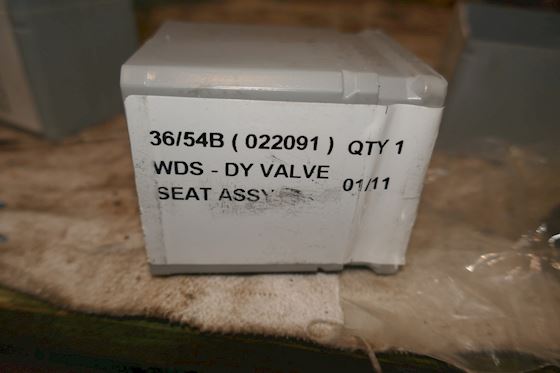 36/54B ( 022091 ) QTY 1
WDS - DY VALVE
SEAT ASSY 01/11